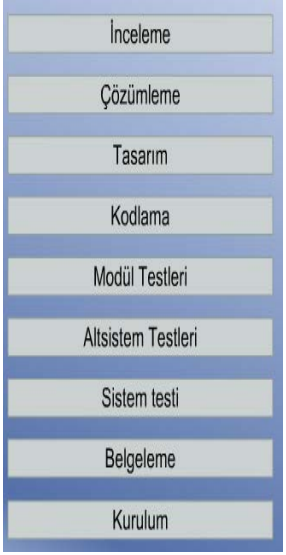 İnceleme
Çözümleme
Tasarım
Kodlama
Modül Testleri
Altsistem Testleri
Sistem testi
Belgeleme
Kurulum